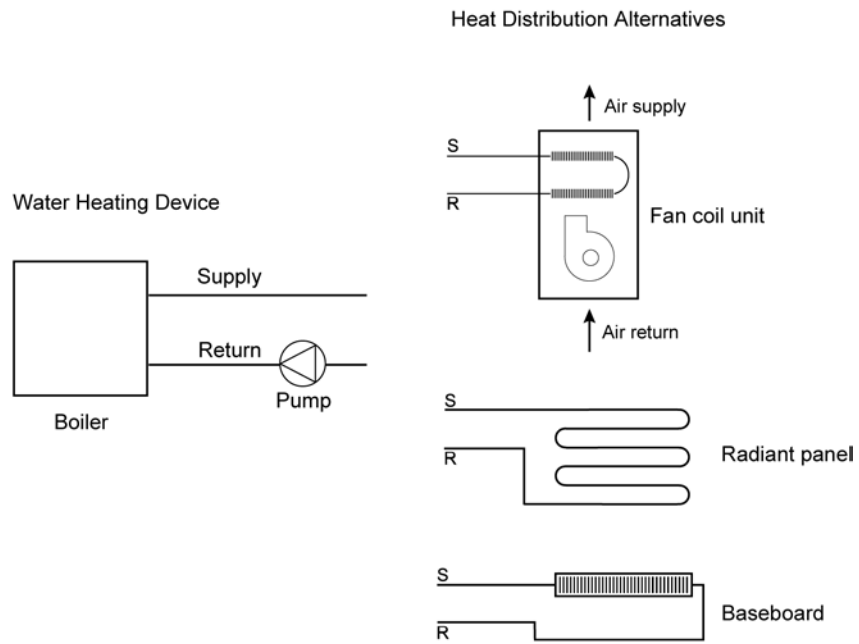 Heat Distribution Alternatives
Air supply
S
R
Fan coil unit
Air return
Water Heating Device
Supply
Return
Pump
Boiler
S
R
Radiant panel
S
R
Baseboard